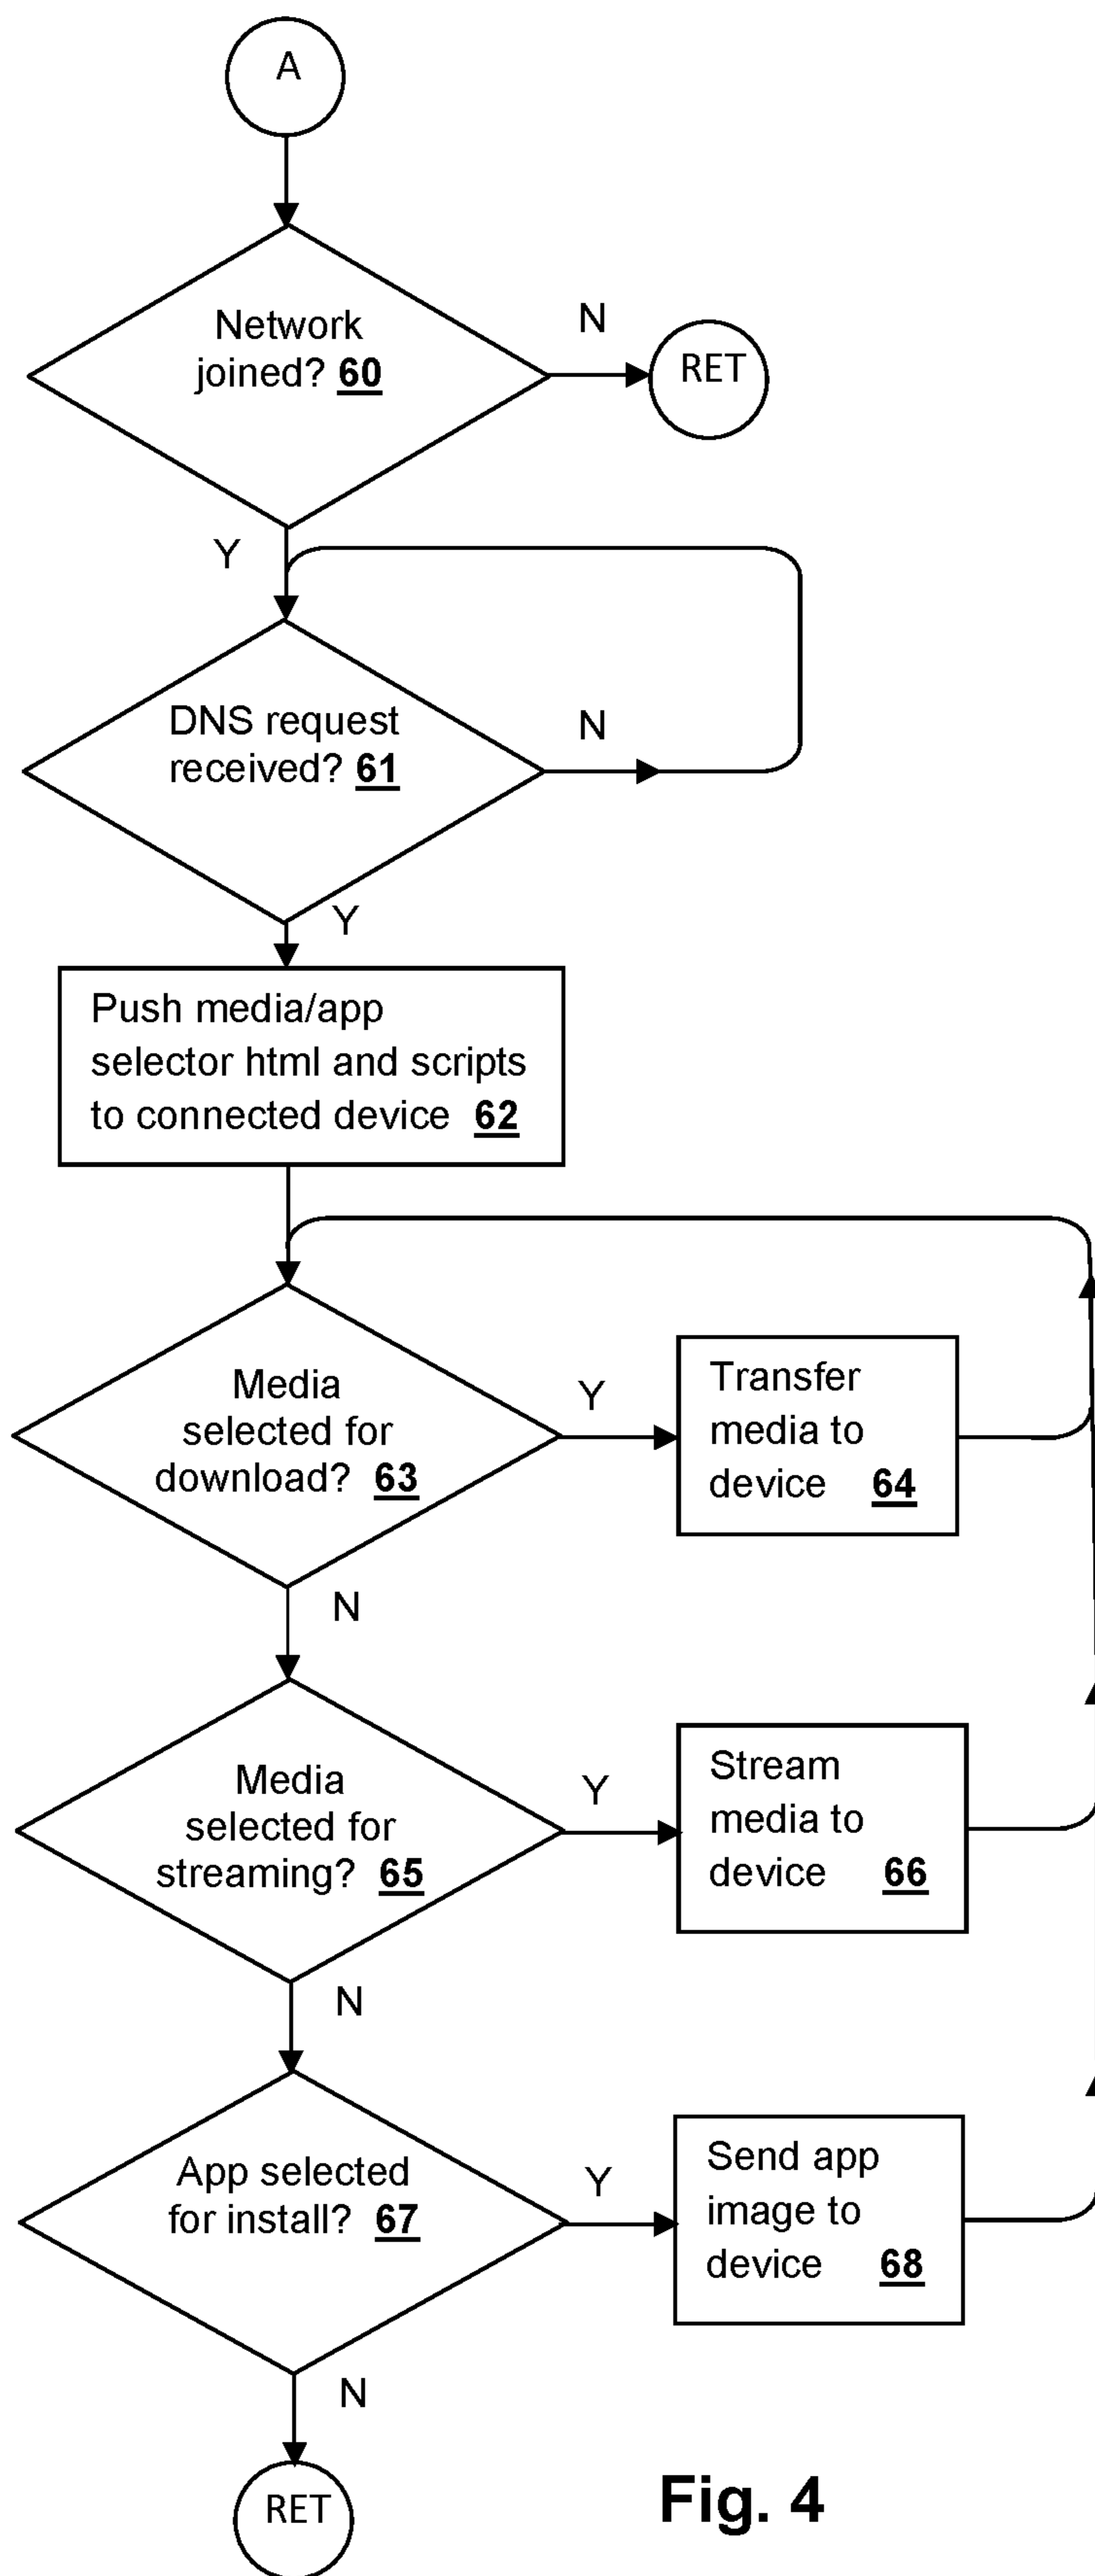 A
Network
joined? 60
N
RET
Y
DNS request
received? 61
N
Y
Push media/app
selector html and scripts
to connected device 62
Media
selected for
download? 63
Y
Transfer
media to
device 64
N
Media
selected for
streaming? 65
Y
Stream
media to
device 66
N
App selected
for install? 67
Y
Send app
image to
device 68
N
RET
Fig. 4